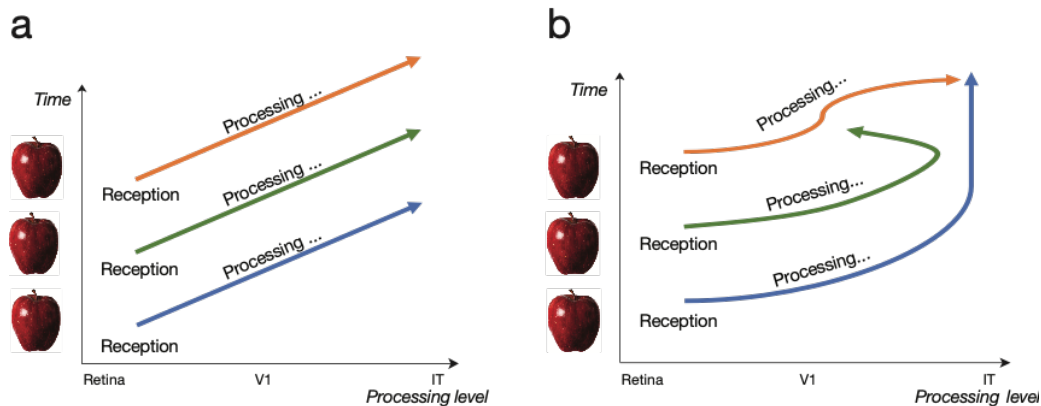 a
Time
Processing ...
Reception
Processing ...
Reception
Processing ...
Reception
Retina
V1
IT
Processing level
b
Time
Processing...
Reception
Processing...
Reception
Processing...
Reception
Retina
V1
IT
Processing level